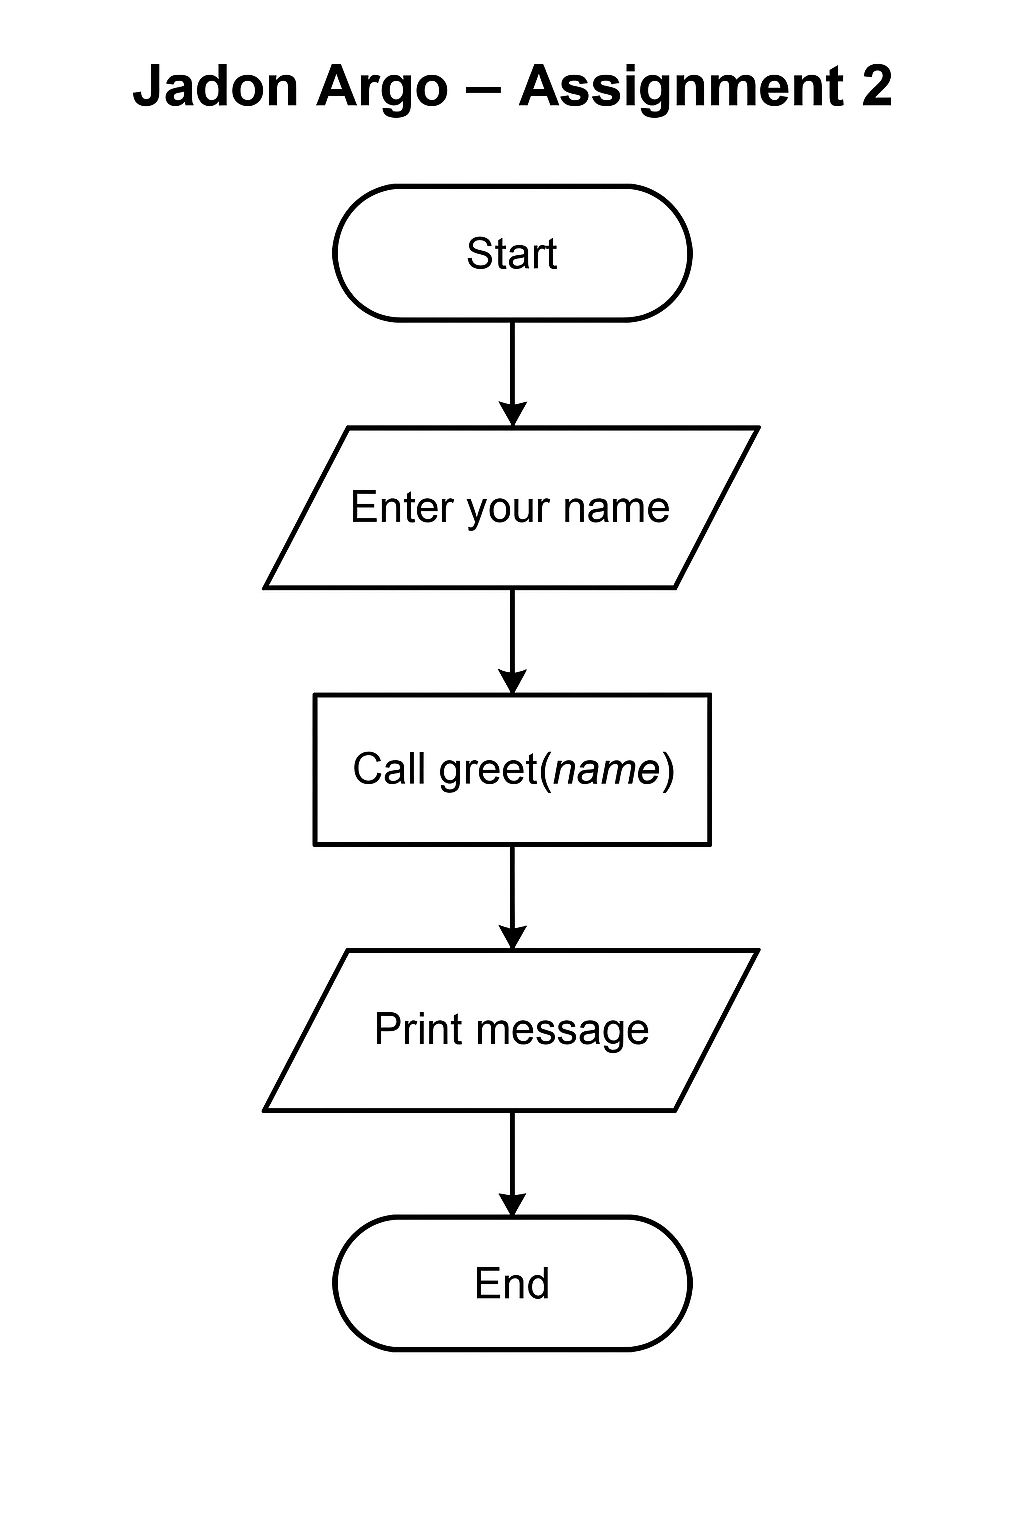 Jadon Argo – Assignment 2
Start
Enter your name
Call greet(name)
Print message
End